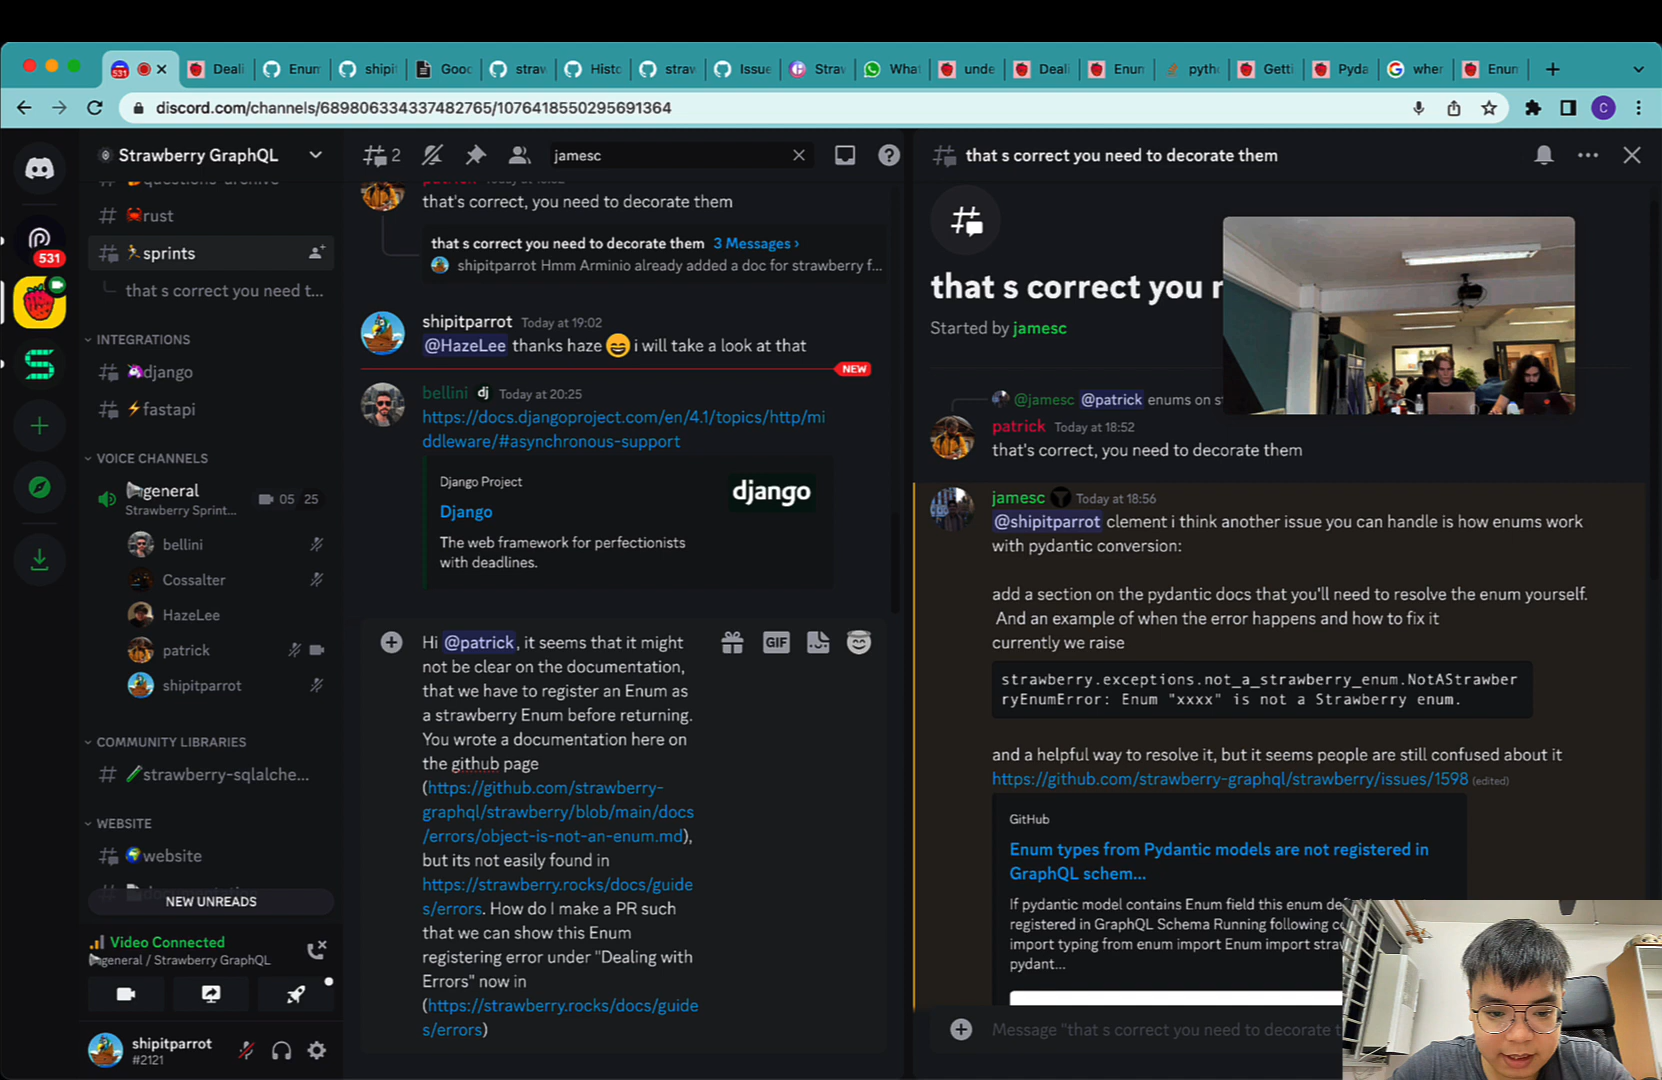 531
Deali
Enum
shipit
Goog
straw
Histo
straw
Issue
Straw
What
unde
Deali
Enum
pyth
Getti
Pyda
wher
Enum
discord.com/channels/689806334337482765/1076418550295691364
C
Strawberry GraphQL
rust
531
sprints
that s correct you need t...
INTEGRATIONS
django
fastapi
VOICE CHANNELS
general
Strawberry Sprint...
05 25
bellini
Cossalter
HazeLee
patrick
shipitparrot
COMMUNITY LIBRARIES
strawberry-sqlalche...
WEBSITE
website
NEW UNREADS
Video Connected
general / Strawberry GraphQL
shipitparrot
#2121
2
jamesc
that's correct, you need to decorate them
that s correct you need to decorate them 3 Messages ›
shipitparrot Hmm Arminio already added a doc for strawberry f...
shipitparrot Today at 19:02
@HazeLee thanks haze i will take a look at that
NEW
bellini dj Today at 20:25
https://docs.djangoproject.com/en/4.1/topics/http/mi
ddleware/#asynchronous-support
Django Project
django
Django
The web framework for perfectionists
with deadlines.
Hi @patrick, it seems that it might
not be clear on the documentation,
that we have to register an Enum as
a strawberry Enum before returning.
You wrote a documentation here on
the github page
(https://github.com/strawberry-
graphql/strawberry/blob/main/docs
/errors/object-is-not-an-enum.md),
but its not easily found in
https://strawberry.rocks/docs/guide
s/errors. How do I make a PR such
that we can show this Enum
registering error under "Dealing with
Errors" now in
(https://strawberry.rocks/docs/guide
s/errors)
GIF
that s correct you need to decorate them
that s correct you n
Started by jamesc
@jamesc @patrick enums on st
patrick Today at 18:52
that's correct, you need to decorate them
jamesc Today at 18:56
@shipitparrot clement i think another issue you can handle is how enums work
with pydantic conversion:
add a section on the pydantic docs that you'll need to resolve the enum yourself.
And an example of when the error happens and how to fix it
currently we raise
strawberry.exceptions.not_a_strawberry_enum.NotAStrawber
ryEnumError: Enum "xxxx" is not a Strawberry enum.
and a helpful way to resolve it, but it seems people are still confused about it
https://github.com/strawberry-graphql/strawberry/issues/1598 (edited)
GitHub
Enum types from Pydantic models are not registered in
GraphQL schem...
If pydantic model contains Enum field this enum de
registered in GraphQL Schema Running following c
import typing from enum import Enum import straw
pydant...
Message "that s correct you need to decorate t